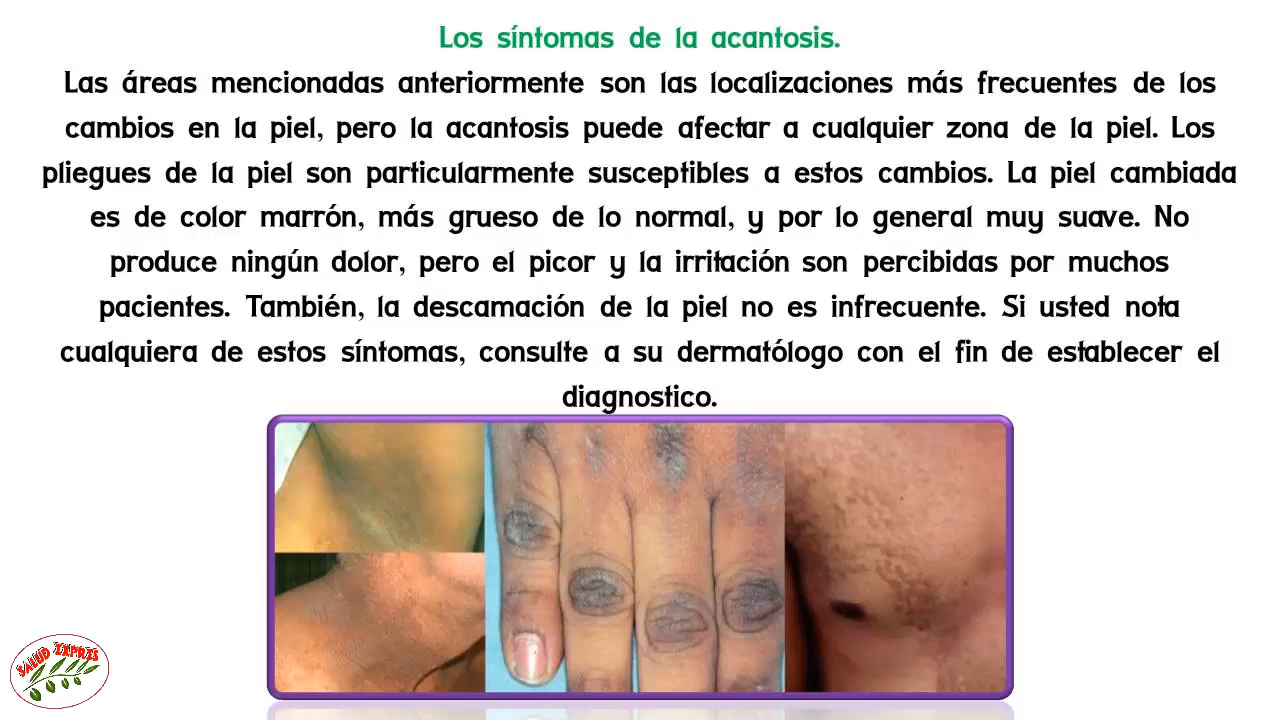 Los síntomas de la acantosis.
Las áreas mencionadas anteriormente son las localizaciones más frecuentes de los
cambios en la piel, pero la acantosis puede afectar a cualquier zona de la piel. Los
pliegues de la piel son particularmente susceptibles a estos cambios. La piel cambiada
es de color marrón, más grueso de lo normal, y por lo general muy suave. No
produce ningún dolor, pero el picor y la irritación son percibidas por muchos
pacientes. También, la descamación de la piel no es infrecuente. Si usted nota
cualquiera de estos síntomas, consulte a su dermatólogo con el fin de establecer el
diagnostico.
SALUD EXPRES